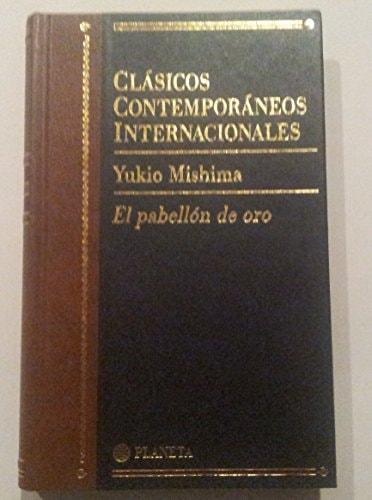 CLÁSICOS
CONTEMPORÁNEOS
INTERNACIONALES
Yukio Mishima
El pabellón de oro
PLANETA